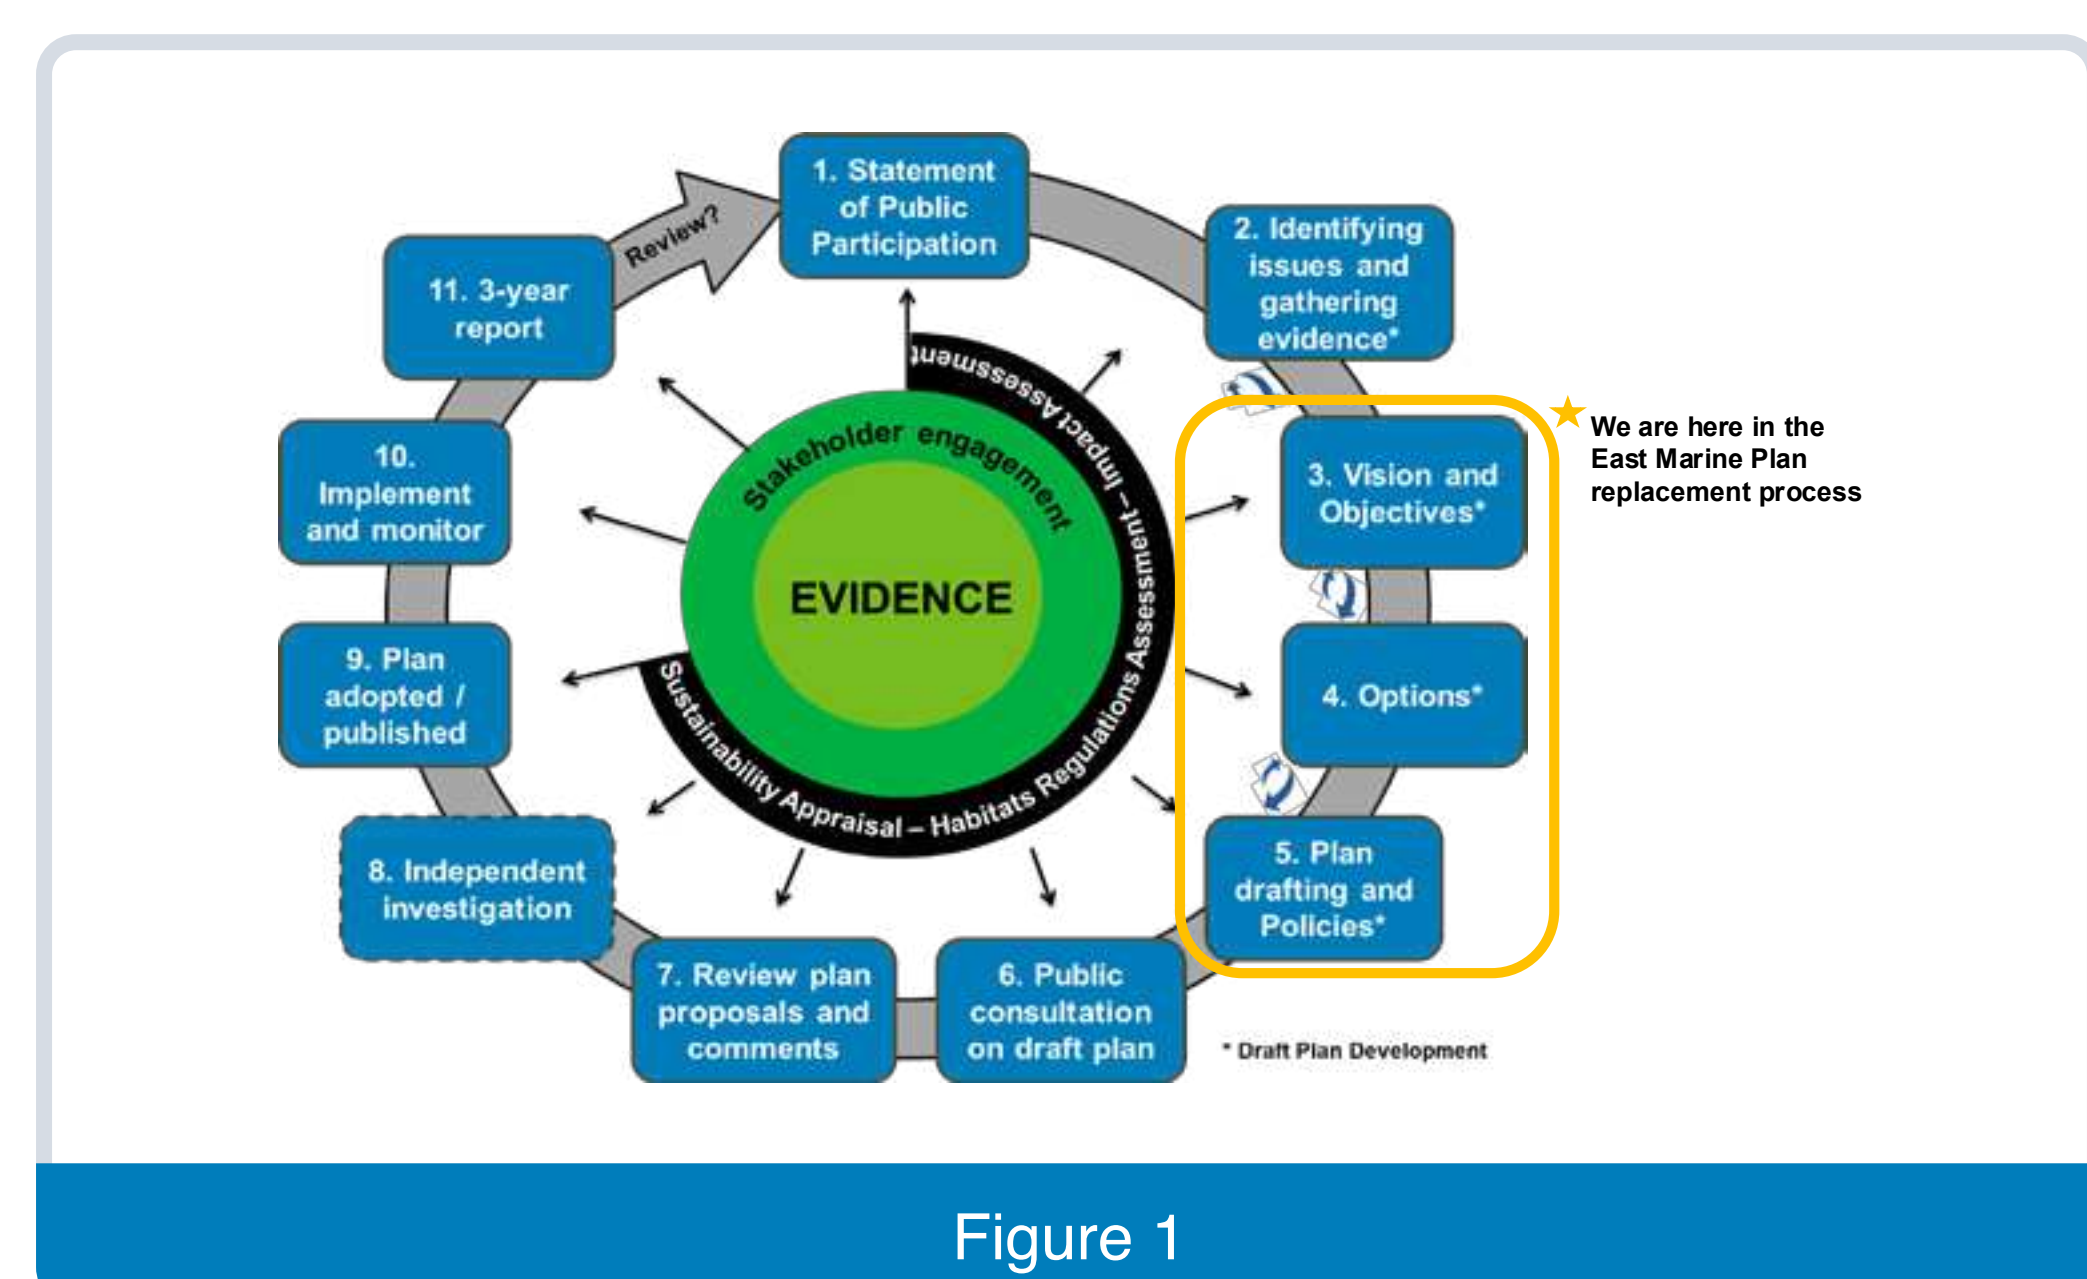 1. Statement
of Public
Participation
2. Identifying
issues and
gathering
evidence*
3. Vision and
Objectives*
4. Options*
5. Plan
drafting and
Policies*
6. Public
consultation
on draft plan
7. Review plan
proposals and
comments
8. Independent
investigation
9. Plan
adopted /
published
10.
Implement
and monitor
11. 3-year
report
Review?
Stakeholder engagement
EVIDENCE
Sustainability Appraisal – Habitats Regulations Assessment – Impact Assessment
We are here in the
East Marine Plan
replacement process
* Draft Plan Development
Figure 1